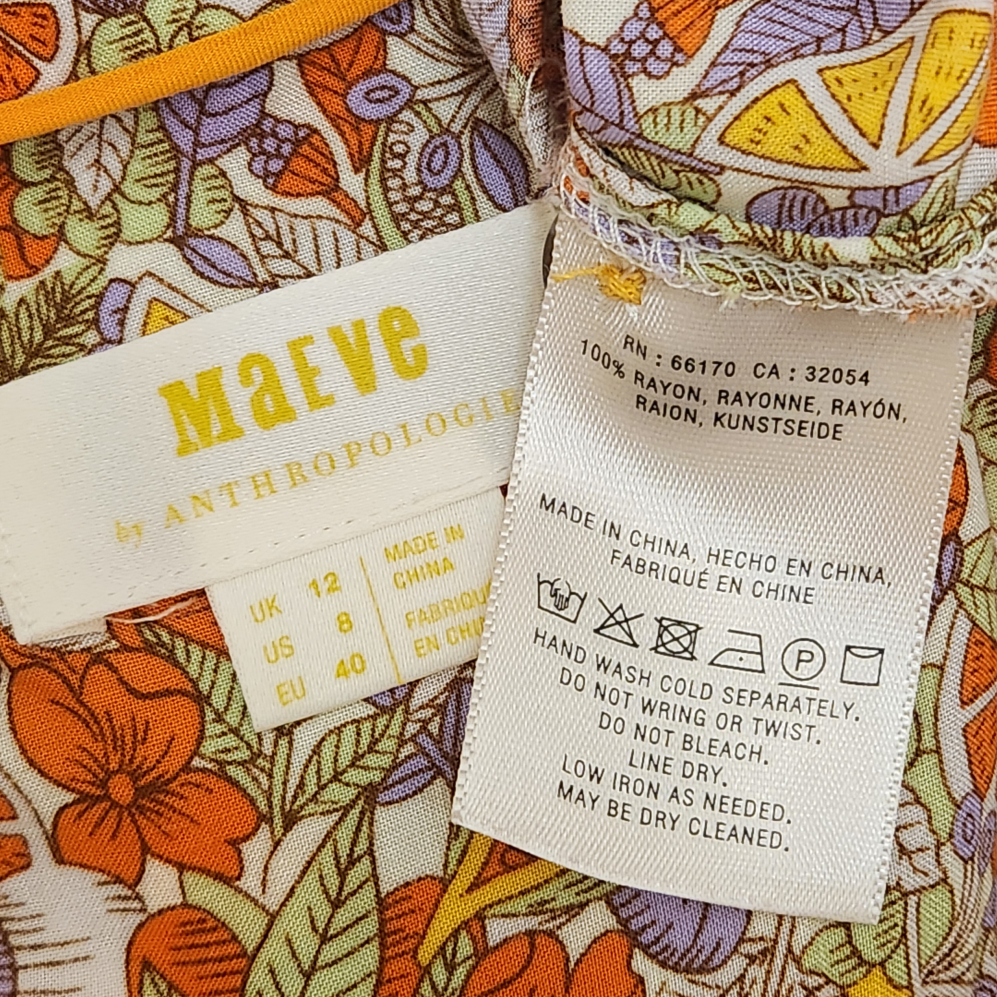 MaEVe
by ANTHROPOLOGIE
UK 12
US 8
EU 40
MADE IN
CHINA
FABRIQU
EN CHI
RN : 66170 CA : 32054
100% RAYON, RAYONNE, RAYÓN,
RAION, KUNSTSEIDE
MADE IN CHINA, HECHO EN CHINA,
FABRIQUÉ EN CHINE
P
HAND WASH COLD SEPARATELY.
DO NOT WRING OR TWIST.
DO NOT BLEACH.
LINE DRY.
LOW IRON AS NEEDED.
MAY BE DRY CLEANED.